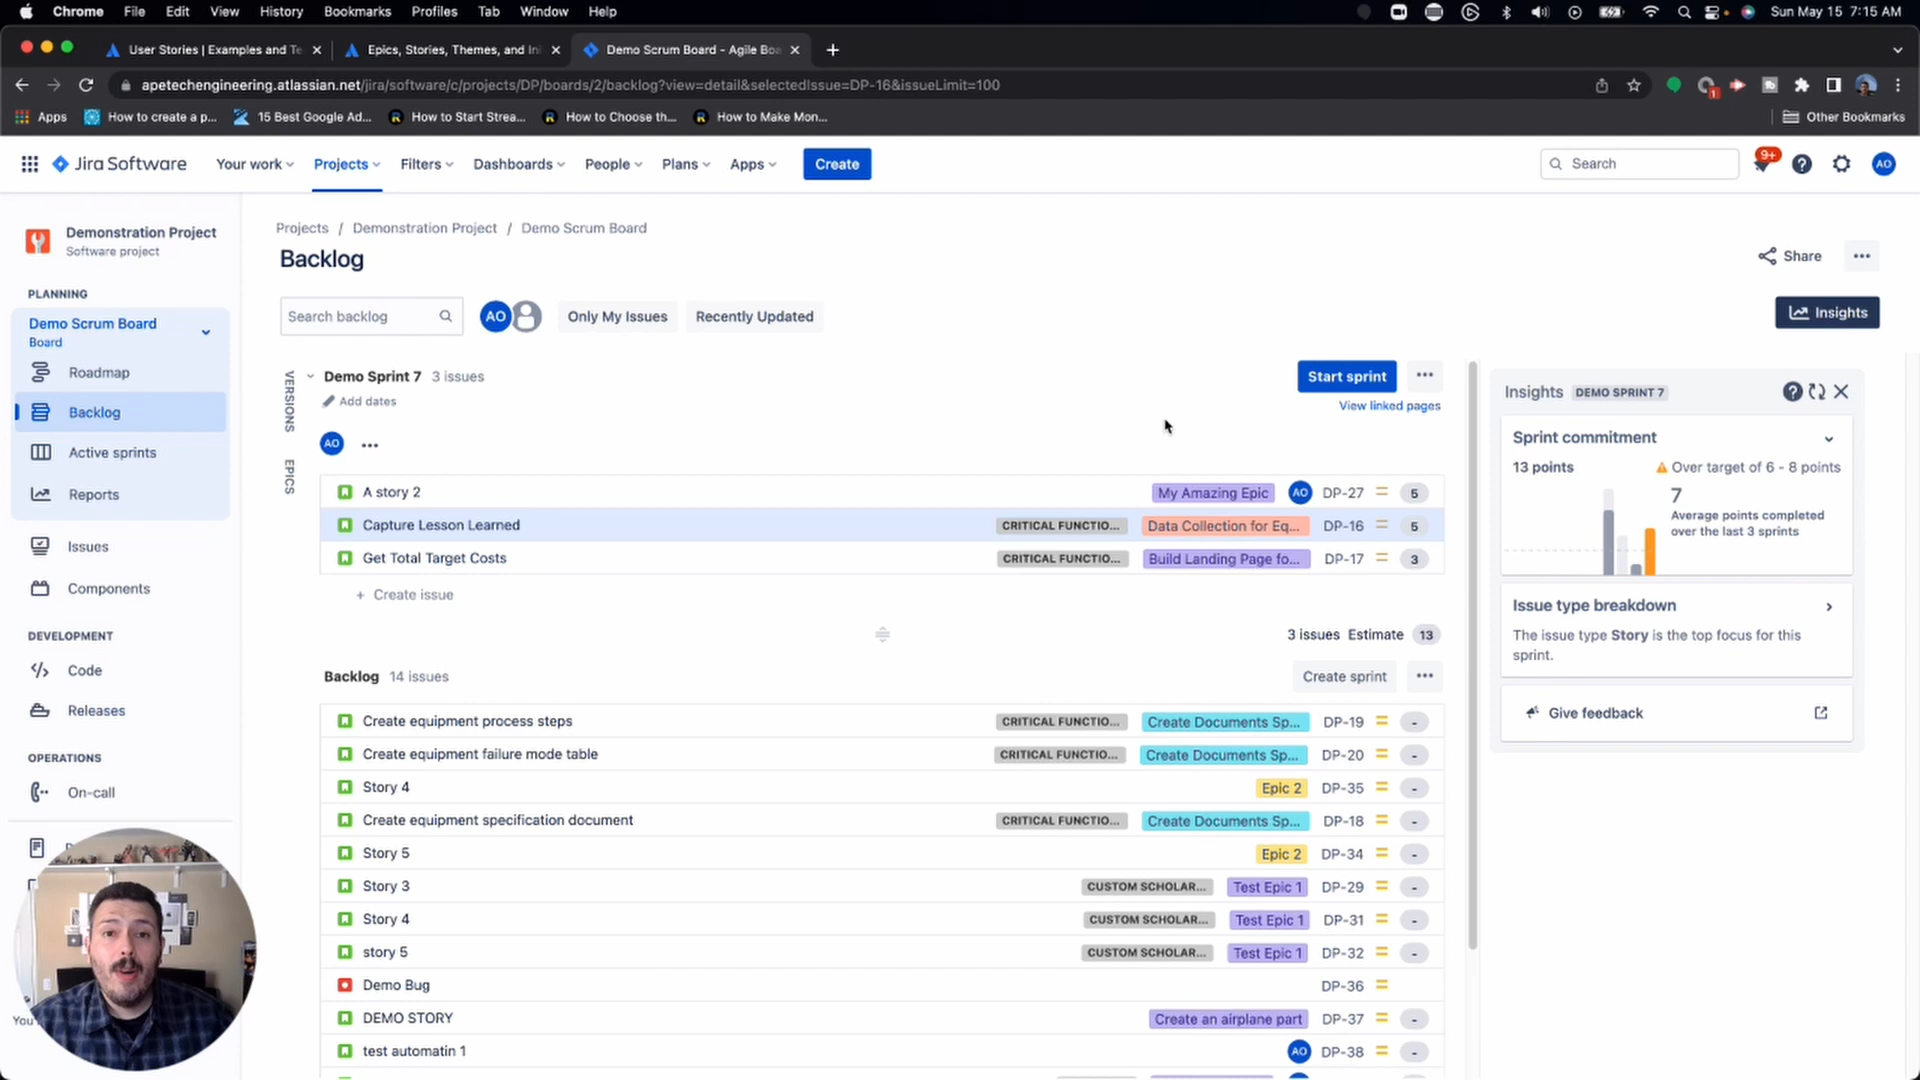 Chrome File Edit View History Bookmarks Profiles Tab Window Help
Sun May 15 7:15 AM
User Stories | Examples and Te
Epics, Stories, Themes, and Ini
Demo Scrum Board - Agile Boa
apetechengineering.atlassian.net/jira/software/c/projects/DP/boards/2/backlog?view=detail&selectedIssue=DP-16&issueLimit=100
Apps
How to create a p...
15 Best Google Ad...
How to Start Strea...
How to Choose th...
How to Make Mon...
Other Bookmarks
Jira Software
Your work Projects Filters Dashboards People Plans Apps Create
Search
9+
AO
Demonstration Project
Software project
PLANNING
Demo Scrum Board
Board
Roadmap
Backlog
Active sprints
Reports
Issues
Components
DEVELOPMENT
Code
Releases
OPERATIONS
On-call
Projects / Demonstration Project / Demo Scrum Board
Backlog
Share
Search backlog
AO
Only My Issues
Recently Updated
Insights
VERSIONS
EPICS
Demo Sprint 7 3 issues
Start sprint
Add dates
View linked pages
AO
A story 2 My Amazing Epic AO DP-27 5
Capture Lesson Learned CRITICAL FUNCTIO... Data Collection for Eq... DP-16 5
Get Total Target Costs CRITICAL FUNCTIO... Build Landing Page fo... DP-17 3
+ Create issue
3 issues Estimate 13
Backlog 14 issues
Create sprint
Create equipment process steps CRITICAL FUNCTIO... Create Documents Sp... DP-19 -
Create equipment failure mode table CRITICAL FUNCTIO... Create Documents Sp... DP-20 -
Story 4 Epic 2 DP-35 -
Create equipment specification document CRITICAL FUNCTIO... Create Documents Sp... DP-18 -
Story 5 Epic 2 DP-34 -
Story 3 CUSTOM SCHOLAR... Test Epic 1 DP-29 -
Story 4 CUSTOM SCHOLAR... Test Epic 1 DP-31 -
story 5 CUSTOM SCHOLAR... Test Epic 1 DP-32 -
Demo Bug DP-36
DEMO STORY Create an airplane part DP-37 -
test automatin 1 AO DP-38 -
Insights DEMO SPRINT 7
Sprint commitment
13 points
Over target of 6 - 8 points
7
Average points completed
over the last 3 sprints
Issue type breakdown
The issue type Story is the top focus for this
sprint.
Give feedback